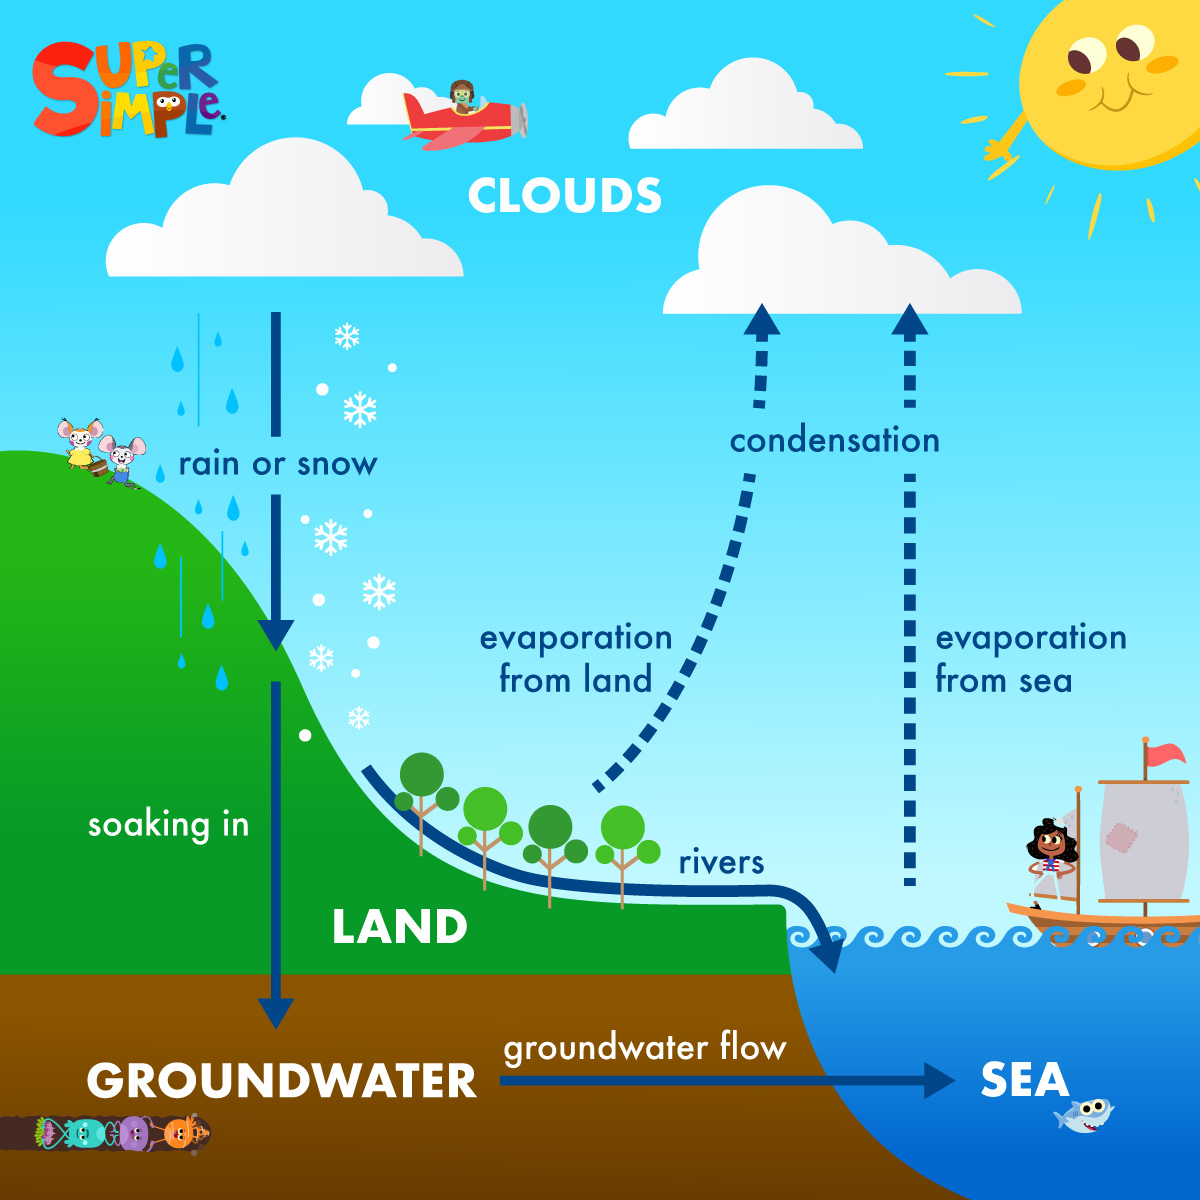 SUPER
SiMPLE.
CLOUDS
rain or snow
condensation
evaporation
from land
evaporation
from sea
soaking in
rivers
LAND
groundwater flow
GROUNDWATER
SEA